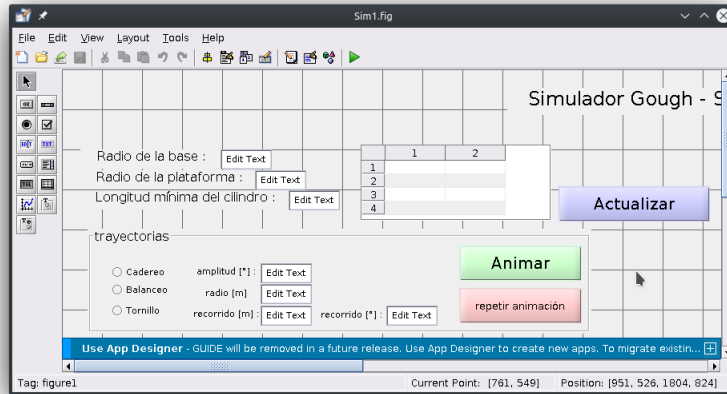 Sim1.fig
File Edit View Layout Tools Help
Simulador Gough - S
Radio de la base : Edit Text
Radio de la plataforma : Edit Text
Longitud mínima del cilindro : Edit Text
1 2
1
2
3
4
Actualizar
trayectorias
Cadereo amplitud [°] : Edit Text
Balanceo radio [m] Edit Text
Tornillo recorrido [m] : Edit Text recorrido [°] : Edit Text
Animar
repetir animación
Use App Designer - GUIDE will be removed in a future release. Use App Designer to create new apps. To migrate existin...
Tag: figure1 Current Point: [761, 549] Position: [951, 526, 1804, 824]